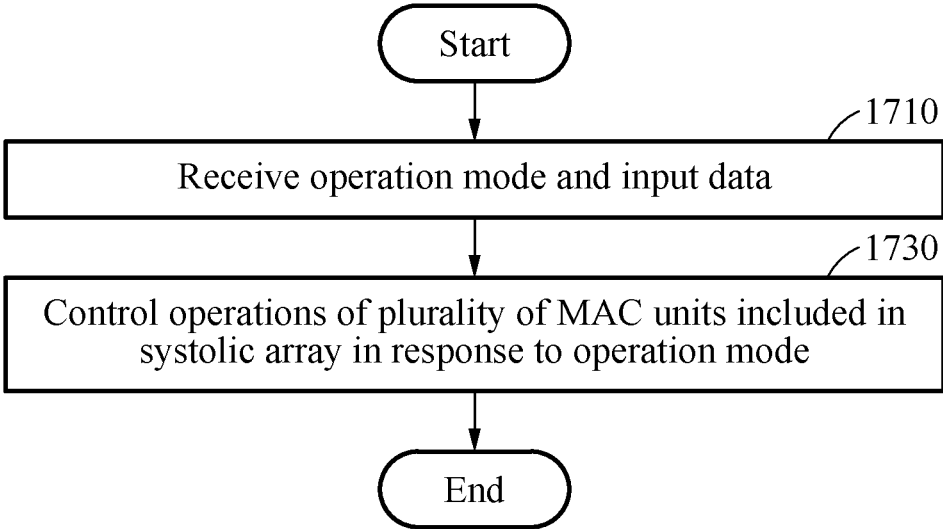 Start
1710
Receive operation mode and input data
1730
Control operations of plurality of MAC units included in
systolic array in response to operation mode
End